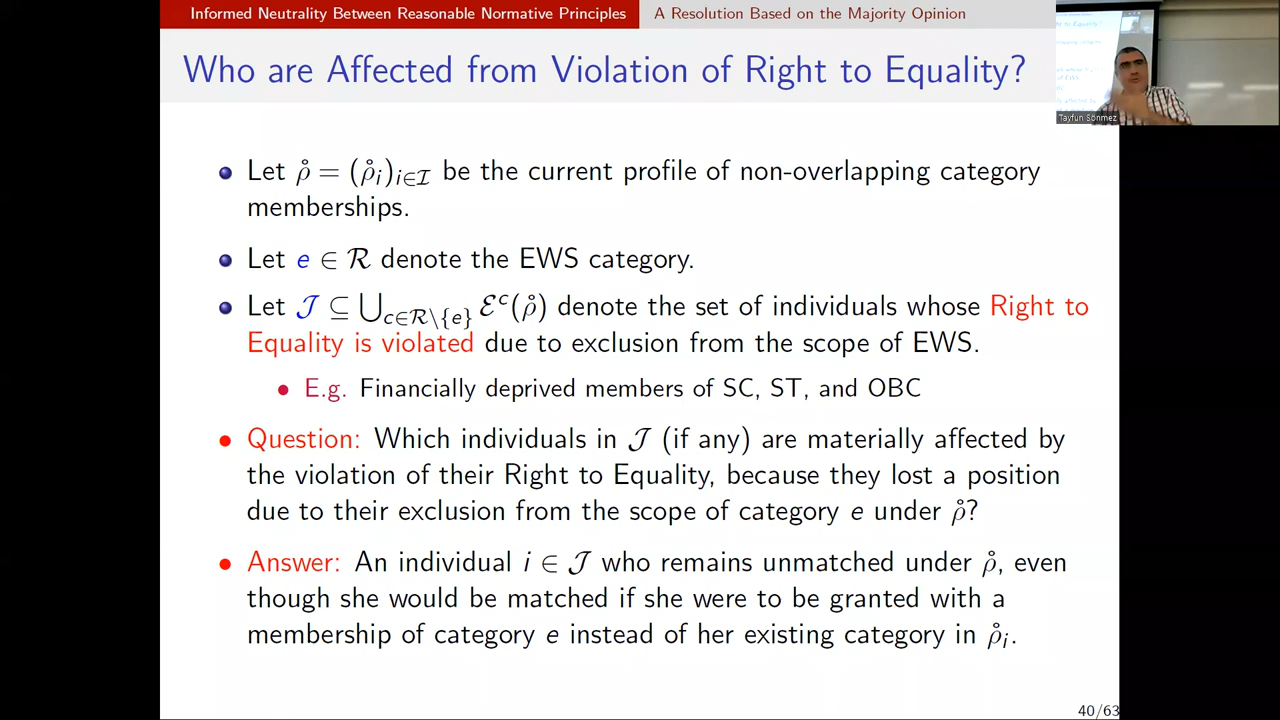 Informed Neutrality Between Reasonable Normative Principles A Resolution Based on the Majority Opinion
Who are Affected from Violation of Right to Equality?
Tayfun Sönmez
Let ρ̊ = (ρ̊ᵢ)ᵢ∈𝓘 be the current profile of non-overlapping category
memberships.
Let e ∈ 𝓡 denote the EWS category.
Let 𝒥 ⊆ ⋃_{c∈𝓡\{e}} 𝓔ᶜ(ρ̊) denote the set of individuals whose Right to
Equality is violated due to exclusion from the scope of EWS.
E.g. Financially deprived members of SC, ST, and OBC
Question: Which individuals in 𝒥 (if any) are materially affected by
the violation of their Right to Equality, because they lost a position
due to their exclusion from the scope of category e under ρ̊?
Answer: An individual i ∈ 𝒥 who remains unmatched under ρ̊, even
though she would be matched if she were to be granted with a
membership of category e instead of her existing category in ρ̊ᵢ.
40/63